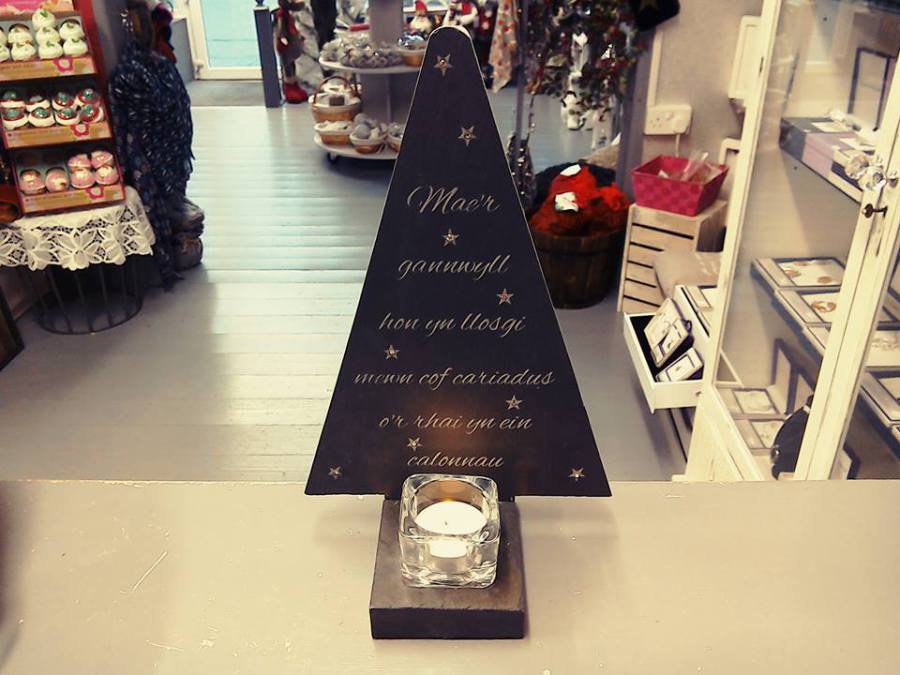 Mae'r
gannwyll
hon yn llosgi
mewn cof cariadus
o'r rhai yn ein
calonnau